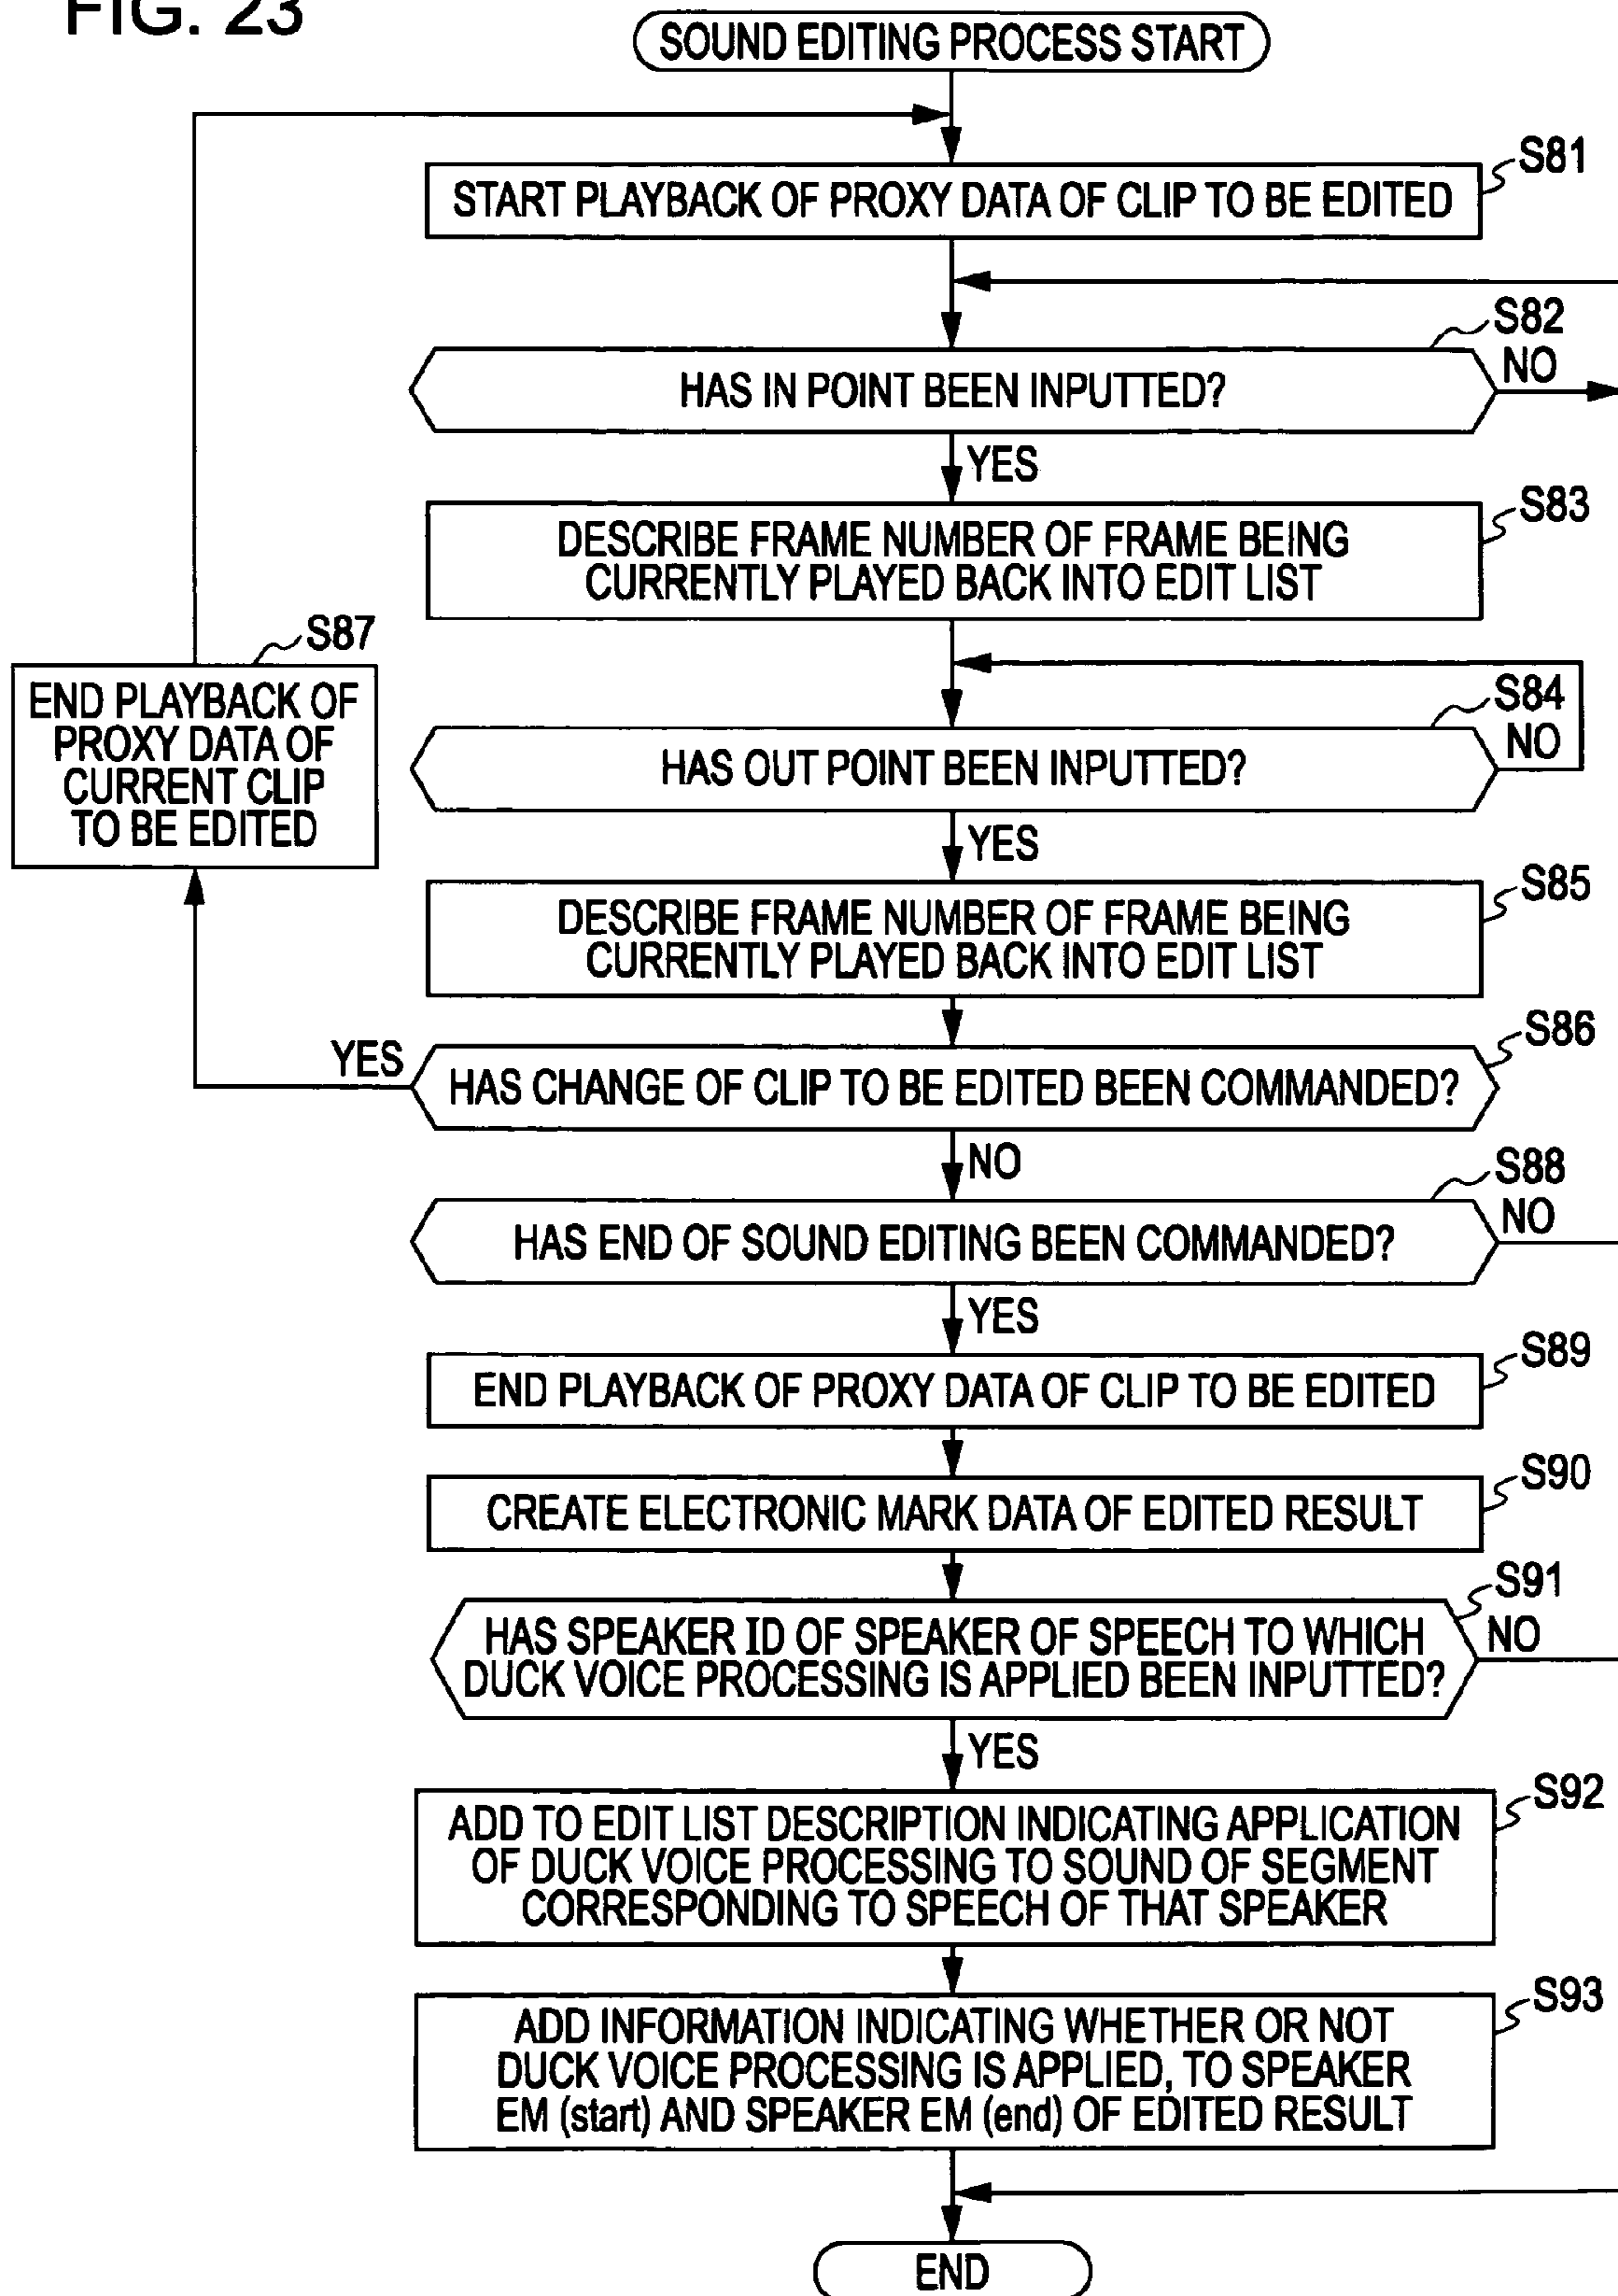 FIG. 23
SOUND EDITING PROCESS START
S81
START PLAYBACK OF PROXY DATA OF CLIP TO BE EDITED
S82
HAS IN POINT BEEN INPUTTED?
NO
YES
S83
DESCRIBE FRAME NUMBER OF FRAME BEING
CURRENTLY PLAYED BACK INTO EDIT LIST
S87
END PLAYBACK OF
PROXY DATA OF
CURRENT CLIP
TO BE EDITED
S84
HAS OUT POINT BEEN INPUTTED?
NO
YES
S85
DESCRIBE FRAME NUMBER OF FRAME BEING
CURRENTLY PLAYED BACK INTO EDIT LIST
S86
YES
HAS CHANGE OF CLIP TO BE EDITED BEEN COMMANDED?
NO
S88
HAS END OF SOUND EDITING BEEN COMMANDED?
NO
YES
S89
END PLAYBACK OF PROXY DATA OF CLIP TO BE EDITED
S90
CREATE ELECTRONIC MARK DATA OF EDITED RESULT
S91
HAS SPEAKER ID OF SPEAKER OF SPEECH TO WHICH
DUCK VOICE PROCESSING IS APPLIED BEEN INPUTTED?
NO
YES
S92
ADD TO EDIT LIST DESCRIPTION INDICATING APPLICATION
OF DUCK VOICE PROCESSING TO SOUND OF SEGMENT
CORRESPONDING TO SPEECH OF THAT SPEAKER
S93
ADD INFORMATION INDICATING WHETHER OR NOT
DUCK VOICE PROCESSING IS APPLIED, TO SPEAKER
EM (start) AND SPEAKER EM (end) OF EDITED RESULT
END